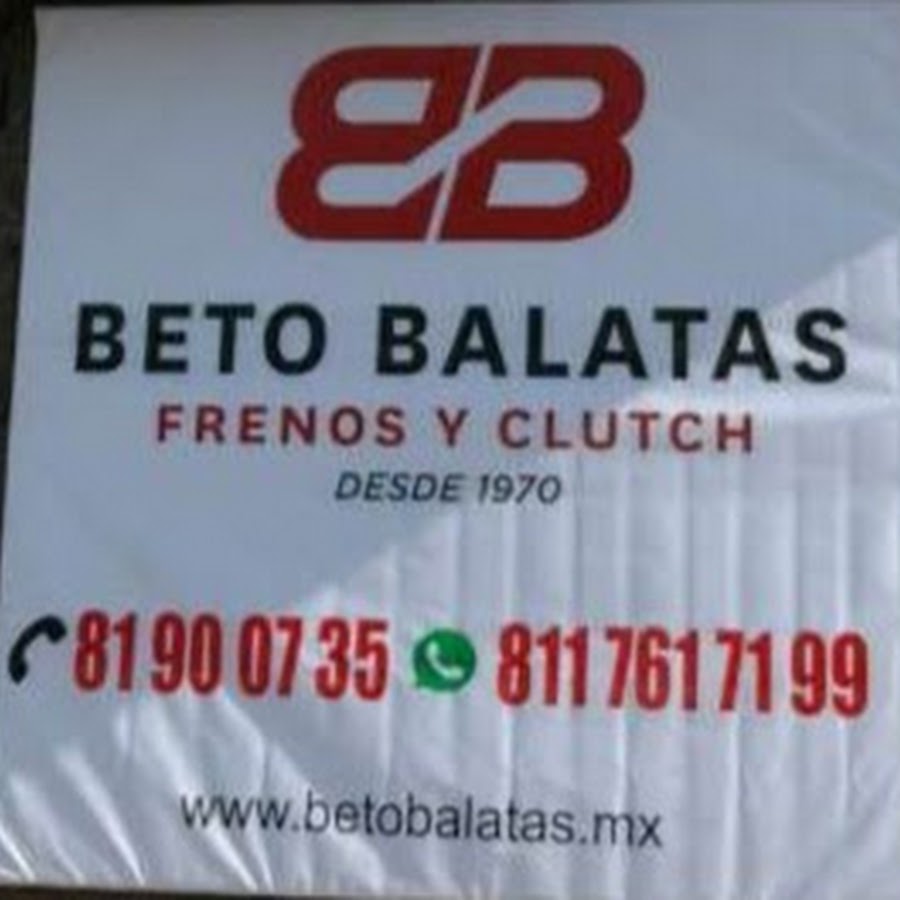 BB
BETO BALATAS
FRENOS Y CLUTCH
DESDE 1970
81 90 07 35 811 761 71 99
www.betobalatas.mx